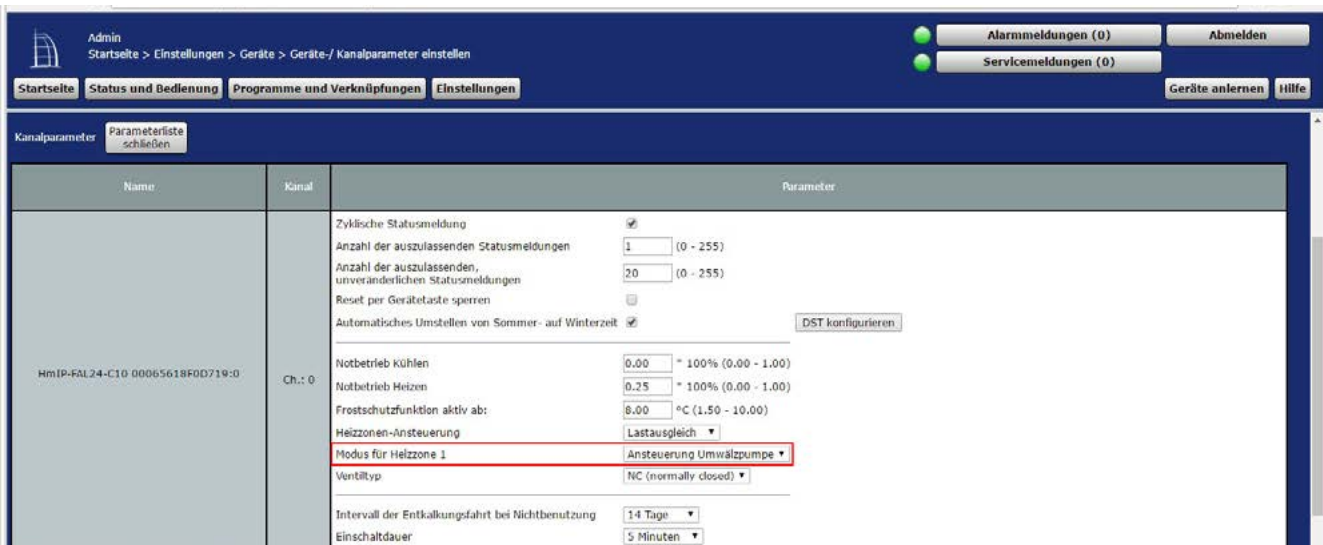 Admin
Alarmmeldungen (0)
Abmelden
Startseite > Einstellungen > Geräte > Geräte-/ Kanalparameter einstellen
Servicemeldungen (0)
Startseite Status und Bedienung Programme und Verknüpfungen Einstellungen Geräte anlernen Hilfe
Kanalparameter
Parameterliste
schließen
Name Kanal Parameter
HmIP-FAL24-C10 00065618F0D719:0
Ch.: 0
Zyklische Statusmeldung
Anzahl der auszulassenden Statusmeldungen 1 (0 - 255)
Anzahl der auszulassenden,
unveränderlichen Statusmeldungen 20 (0 - 255)
Reset per Gerätetaste sperren
Automatisches Umstellen von Sommer- auf Winterzeit DST konfigurieren
Notbetrieb Kühlen 0.00 * 100% (0.00 - 1.00)
Notbetrieb Heizen 0.25 * 100% (0.00 - 1.00)
Frostschutzfunktion aktiv ab: 8.00 °C (1.50 - 10.00)
Heizzonen-Ansteuerung Lastausgleich
Modus für Heizzone 1 Ansteuerung Umwälzpumpe
Ventiltyp NC (normally closed)
Intervall der Entkalkungsfahrt bei Nichtbenutzung 14 Tage
Einschaltdauer 5 Minuten